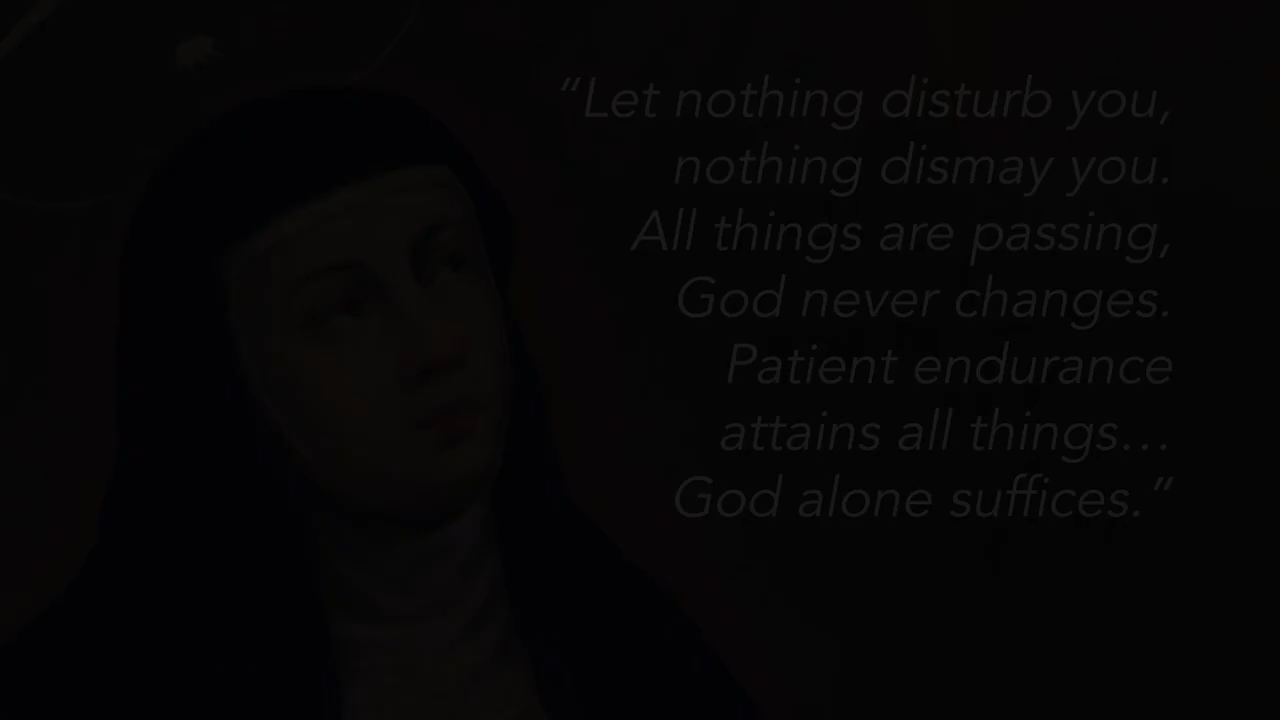 “Let nothing disturb you,
nothing dismay you.
All things are passing,
God never changes.
Patient endurance
attains all things…
God alone suffices.”